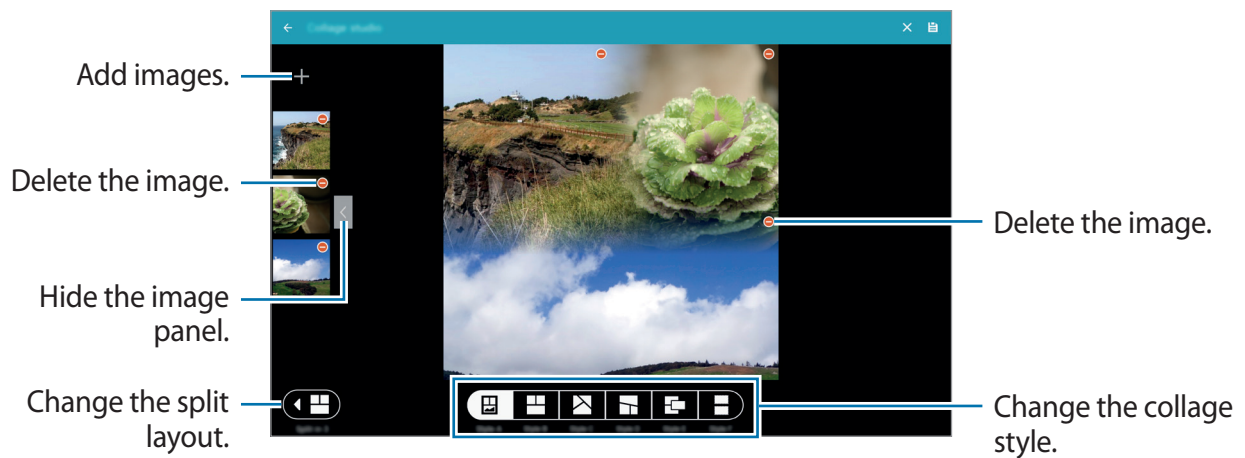 Collage studio
Add images.
Delete the image.
Hide the image
panel.
Change the split
layout.
Delete the image.
Change the collage
style.